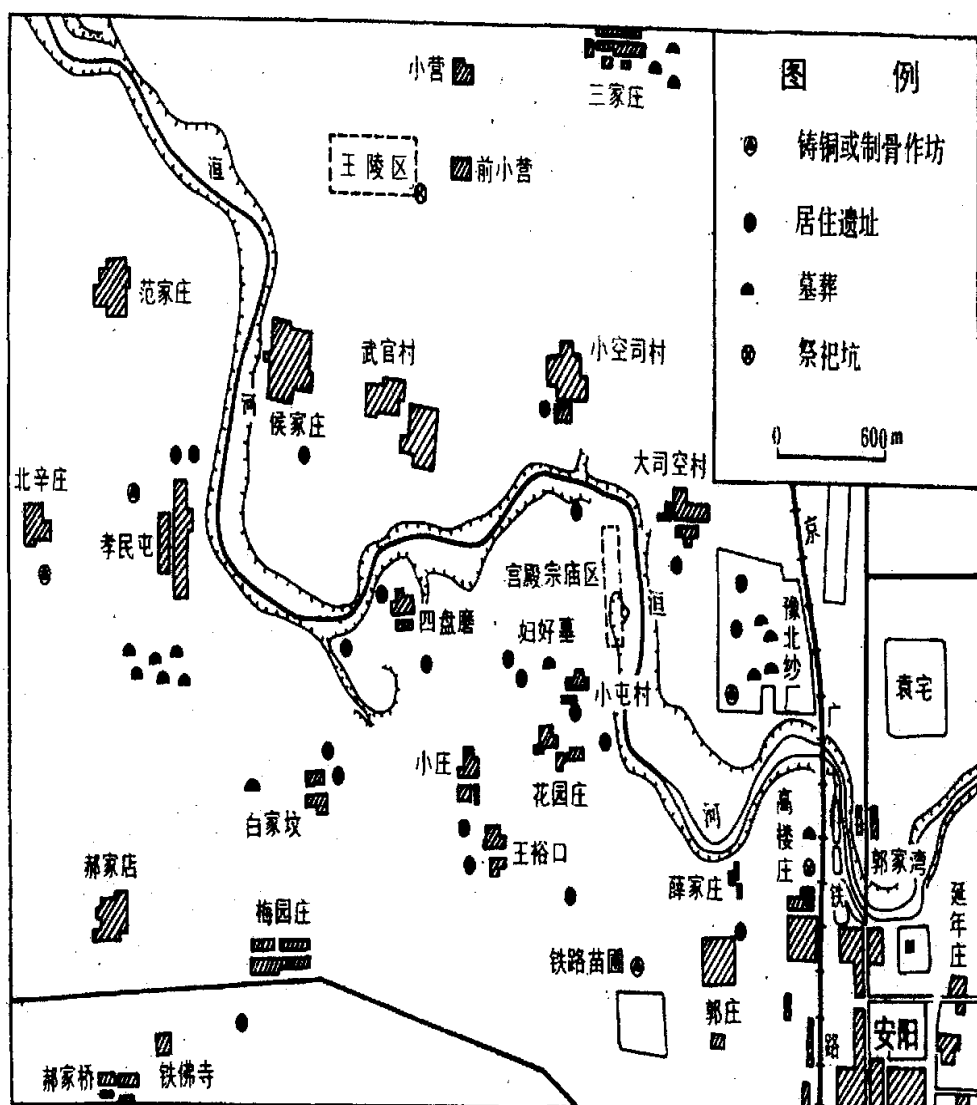 小营
三家庄
图 例
铸铜或制骨作坊
居住遗址
墓葬
祭祀坑
0 600m
王陵区
前小营
洹
范家庄
武官村
小空司村
河
侯家庄
大司空村
北辛庄
孝民屯
京
宫殿宗庙区
洹
四盘磨
妇好墓
豫北纱
小屯村
袁宅
广
小庄
花园庄
白家坟
河
高楼庄
王裕口
郭家湾
郝家店
薛家庄
铁
延年庄
梅园庄
铁路苗圃
郭庄
路
安阳
郝家桥
铁佛寺